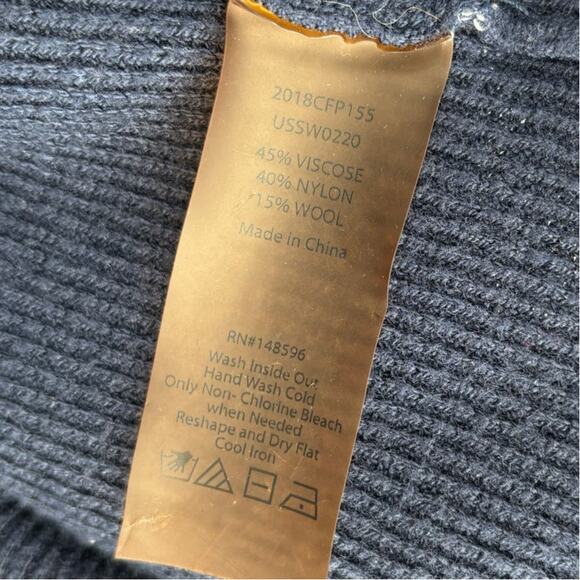 2018CFP155
USSW0220
45% VISCOSE
40% NYLON
15% WOOL
Made in China
RN#148596
Wash Inside Out
Hand Wash Cold
Only Non- Chlorine Bleach
when Needed
Reshape and Dry Flat
Cool Iron